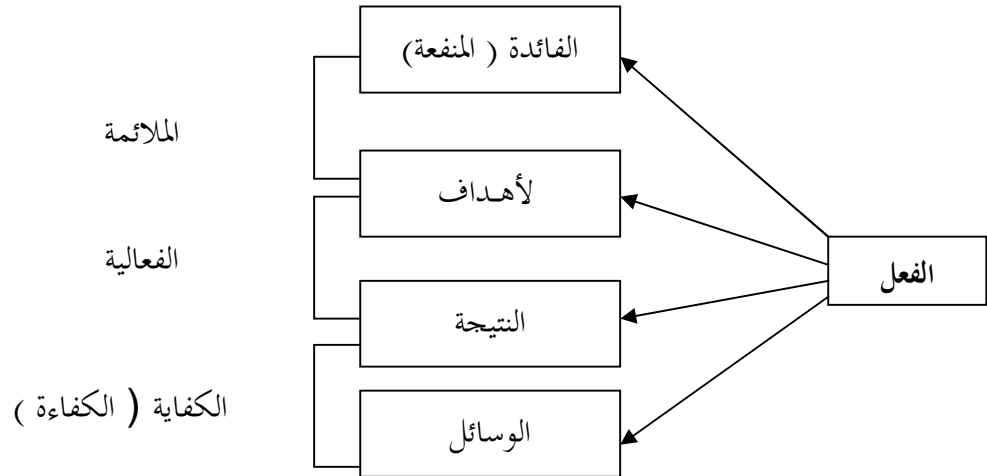 الفائدة ( المنفعة)
الملائمة
لأهـداف
الفعالية
الفعل
النتيجة
الكفاية ( الكفاءة )
الوسائل